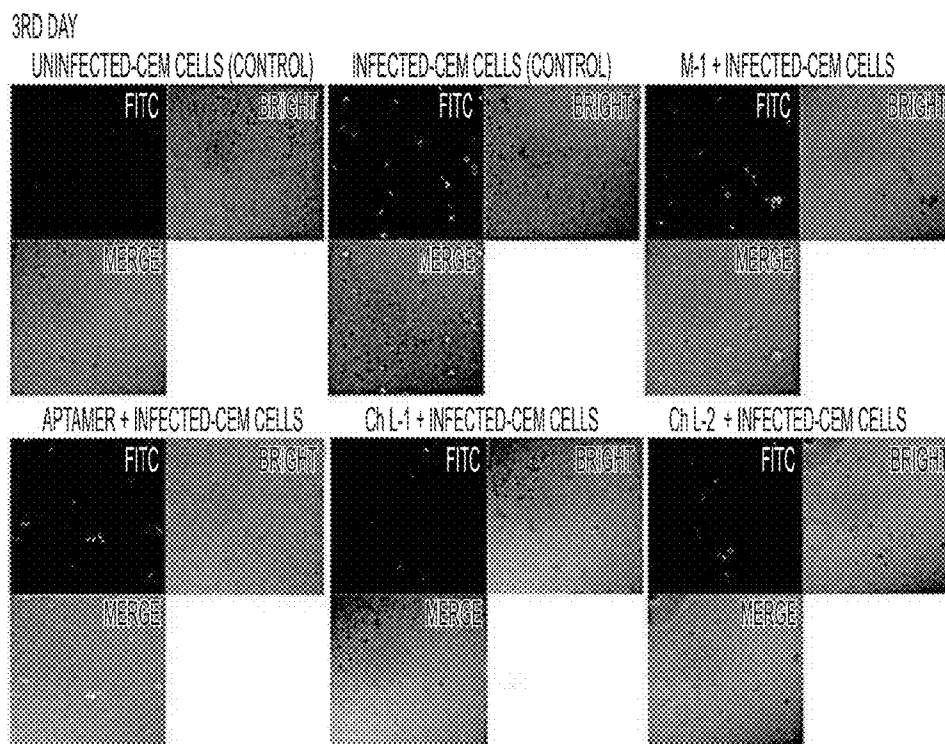 3RD DAY
UNINFECTED-CEM CELLS (CONTROL)
INFECTED-CEM CELLS (CONTROL)
M-1 + INFECTED-CEM CELLS
FITC
BRIGHT
FITC
BRIGHT
FITC
BRIGHT
MERGE
MERGE
MERGE
APTAMER + INFECTED-CEM CELLS
Ch L-1 + INFECTED-CEM CELLS
Ch L-2 + INFECTED-CEM CELLS
FITC
BRIGHT
FITC
BRIGHT
FITC
BRIGHT
MERGE
MERGE
MERGE